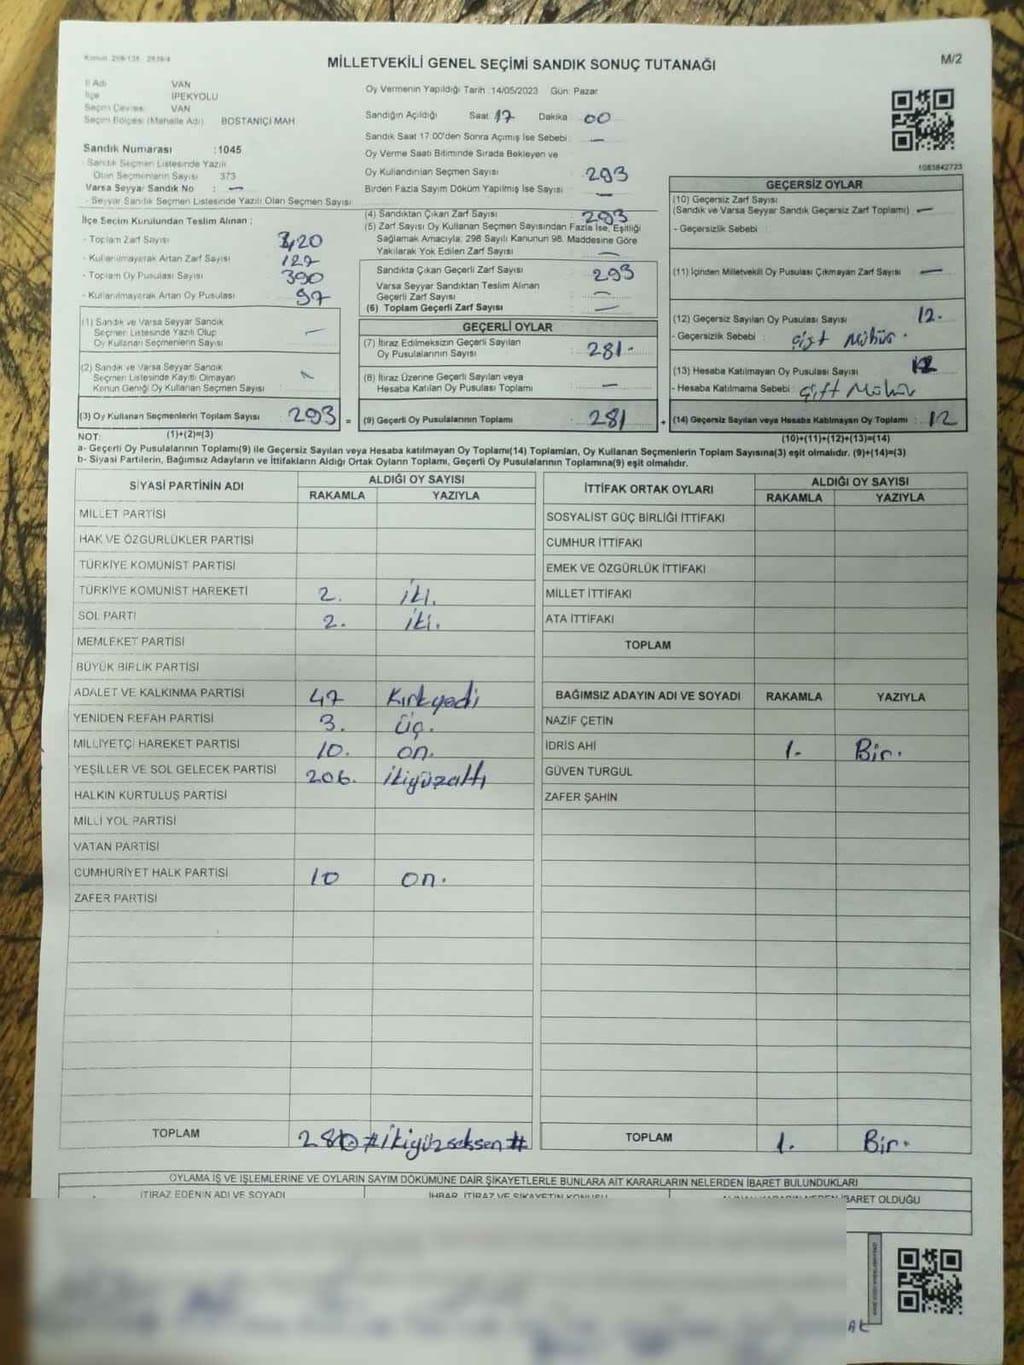 MİLLETVEKİLİ GENEL SEÇİMİ SANDIK SONUÇ TUTANAĞI
M/2
İl Adı VAN
İlçe İPEKYOLU
Seçim Çevresi VAN
Seçim Bölgesi (Mahalle Adı) BOSTANİÇİ MAH
Sandık Numarası :1045
- Sandık Seçmen Listesinde Yazılı
Olan Seçmenlerin Sayısı 373
Varsa Seyyar Sandık No : —
- Seyyar Sandık Seçmen Listesinde Yazılı Olan Seçmen Sayısı
Oy Vermenin Yapıldığı Tarih :14/05/2023 Gün: Pazar
Sandığın Açıldığı Saat 17 Dakika 00
Sandık Saat 17:00'den Sonra Açılmış İse Sebebi : —
Oy Verme Saati Bitiminde Sırada Bekleyen ve
Oy Kullandırılan Seçmen Sayısı 293
Birden Fazla Sayım Döküm Yapılmış İse Sayısı —
1083842723
İlçe Seçim Kurulundan Teslim Alınan :
- Toplam Zarf Sayısı 420
- Kullanılmayarak Artan Zarf Sayısı 127
- Toplam Oy Pusulası Sayısı 390
- Kullanılmayarak Artan Oy Pusulası 97
(1) Sandık ve Varsa Seyyar Sandık
Seçmen Listesinde Yazılı Olup
Oy Kullanan Seçmenlerin Sayısı —
(2) Sandık ve Varsa Seyyar Sandık
Seçmen Listesinde Kayıtlı Olmayan
Kanun Gereği Oy Kullanan Seçmen Sayısı :
(3) Oy Kullanan Seçmenlerin Toplam Sayısı 293 =
(1)+(2)=(3)
(4) Sandıktan Çıkan Zarf Sayısı 293
(5) Zarf Sayısı Oy Kullanan Seçmen Sayısından Fazla İse, Eşitliği
Sağlamak Amacıyla, 298 Sayılı Kanunun 98. Maddesine Göre
Yakılarak Yok Edilen Zarf Sayısı —
Sandıkta Çıkan Geçerli Zarf Sayısı 293
Varsa Seyyar Sandıktan Teslim Alınan
Geçerli Zarf Sayısı —
(6) Toplam Geçerli Zarf Sayısı —
GEÇERLİ OYLAR
(7) İtiraz Edilmeksizin Geçerli Sayılan
Oy Pusulalarının Sayısı 281.
(8) İtiraz Üzerine Geçerli Sayılan veya
Hesaba Katılan Oy Pusulası Toplamı —
(9) Geçerli Oy Pusulalarının Toplamı 281 +
GEÇERSİZ OYLAR
(10) Geçersiz Zarf Sayısı
(Sandık ve Varsa Seyyar Sandık Geçersiz Zarf Toplamı) —
- Geçersizlik Sebebi
(11) İçinden Milletvekili Oy Pusulası Çıkmayan Zarf Sayısı —
(12) Geçersiz Sayılan Oy Pusulası Sayısı 12.
- Geçersizlik Sebebi : çift Mühür.
(13) Hesaba Katılmayan Oy Pusulası Sayısı 12
- Hesaba Katılmama Sebebi : çift Mühür
(14) Geçersiz Sayılan veya Hesaba Katılmayan Oy Toplamı : 12
(10)+(11)+(12)+(13)=(14)
NOT:
a- Geçerli Oy Pusulalarının Toplamı(9) ile Geçersiz Sayılan veya Hesaba katılmayan Oy Toplamı(14) Toplamları, Oy Kullanan Seçmenlerin Toplam Sayısına(3) eşit olmalıdır. (9)+(14)=(3)
b- Siyasi Partilerin, Bağımsız Adayların ve İttifakların Aldığı Ortak Oyların Toplamı, Geçerli Oy Pusulalarının Toplamına(9) eşit olmalıdır.
SİYASİ PARTİNİN ADI ALDIĞI OY SAYISI
RAKAMLA YAZIYLA
MİLLET PARTİSİ
HAK VE ÖZGÜRLÜKLER PARTİSİ
TÜRKİYE KOMÜNİST PARTİSİ
TÜRKİYE KOMÜNİST HAREKETİ 2. iki.
SOL PARTİ 2. iki.
MEMLEKET PARTİSİ
BÜYÜK BİRLİK PARTİSİ
ADALET VE KALKINMA PARTİSİ 47 Kırkyedi
YENİDEN REFAH PARTİSİ 3. üç.
MİLLİYETÇİ HAREKET PARTİSİ 10. on.
YEŞİLLER VE SOL GELECEK PARTİSİ 206. ikiyüzaltı
HALKIN KURTULUŞ PARTİSİ
MİLLİ YOL PARTİSİ
VATAN PARTİSİ
CUMHURİYET HALK PARTİSİ 10 on.
ZAFER PARTİSİ
TOPLAM 280 #ikiyüzseksen#
İTTİFAK ORTAK OYLARI ALDIĞI OY SAYISI
RAKAMLA YAZIYLA
SOSYALİST GÜÇ BİRLİĞİ İTTİFAKI
CUMHUR İTTİFAKI
EMEK VE ÖZGÜRLÜK İTTİFAKI
MİLLET İTTİFAKI
ATA İTTİFAKI
TOPLAM
BAĞIMSIZ ADAYIN ADI VE SOYADI RAKAMLA YAZIYLA
NAZİF ÇETİN
İDRİS AHİ 1. Bir.
GÜVEN TURGUL
ZAFER ŞAHİN
TOPLAM 1. Bir.
OYLAMA İŞ VE İŞLEMLERİNE VE OYLARIN SAYIM DÖKÜMÜNE DAİR ŞİKAYETLERLE BUNLARA AİT KARARLARIN NELERDEN İBARET BULUNDUKLARI
İTİRAZ EDENİN ADI VE SOYADI İHBAR, İTİRAZ VE ŞİKAYETİN KONUSU İBARET OLDUĞU